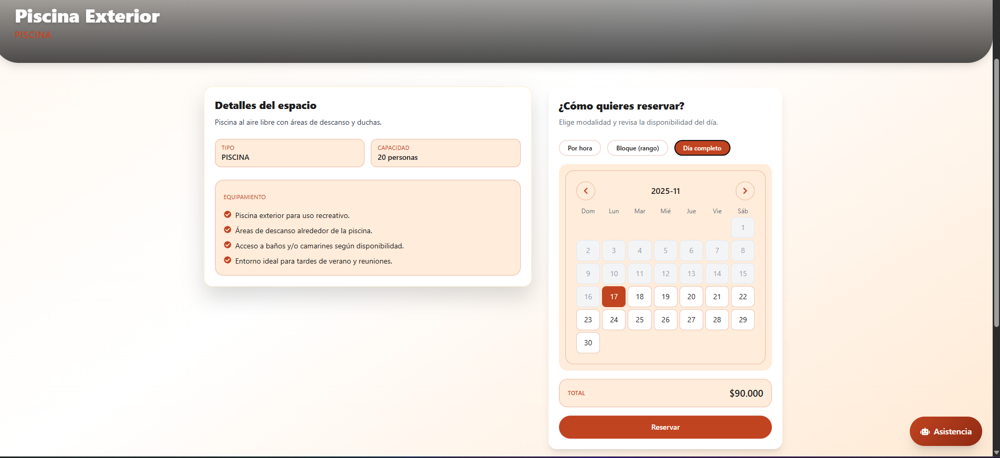 Piscina Exterior
PISCINA
Detalles del espacio
Piscina al aire libre con áreas de descanso y duchas.
TIPO
PISCINA
CAPACIDAD
20 personas
EQUIPAMIENTO
Piscina exterior para uso recreativo.
Áreas de descanso alrededor de la piscina.
Acceso a baños y/o camarines según disponibilidad.
Entorno ideal para tardes de verano y reuniones.
¿Cómo quieres reservar?
Elige modalidad y revisa la disponibilidad del día.
Por hora Bloque (rango) Día completo
2025-11
Dom Lun Mar Mié Jue Vie Sáb
1
2 3 4 5 6 7 8
9 10 11 12 13 14 15
16 17 18 19 20 21 22
23 24 25 26 27 28 29
30
TOTAL $90.000
Reservar
Asistencia